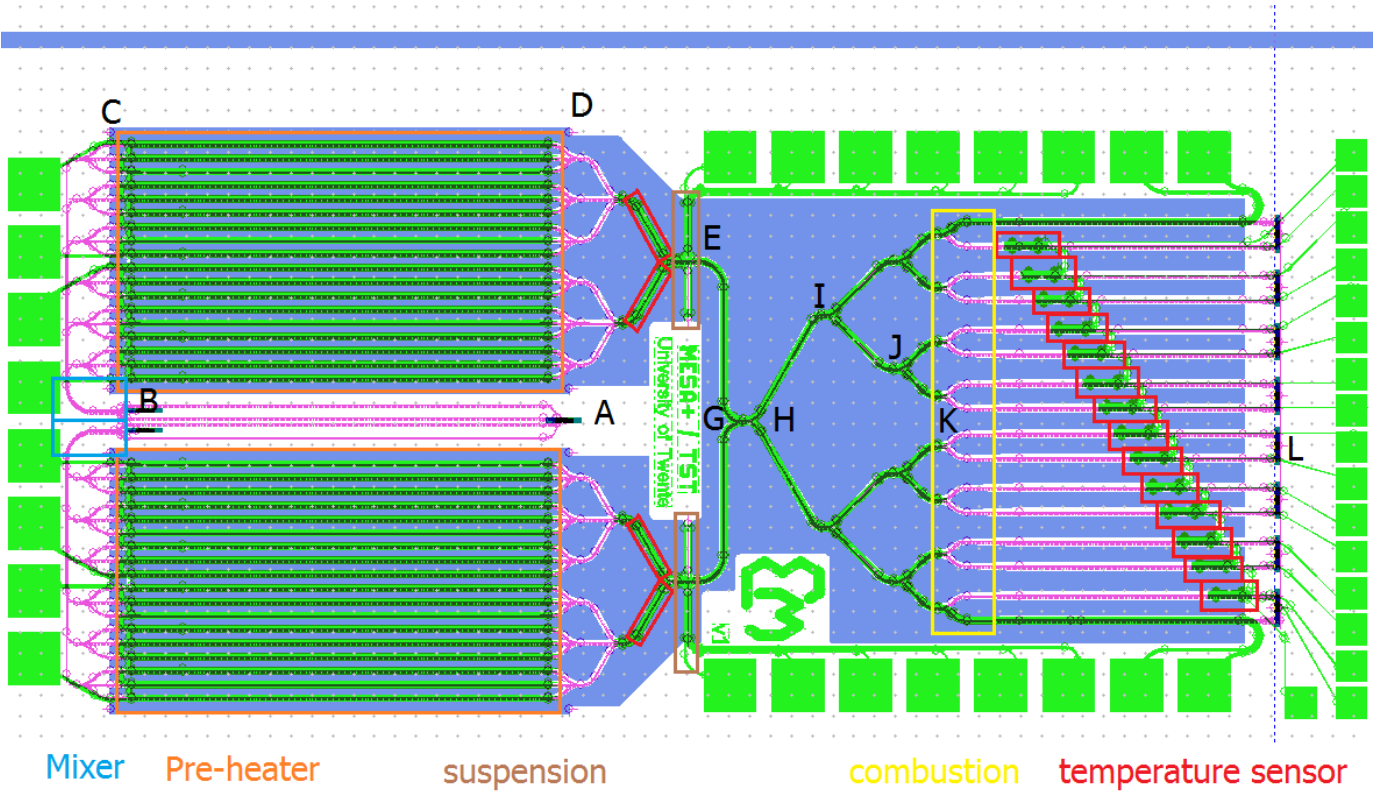 C
D
E
I
J
B
A
G
H
K
L
MESA+ / TST
University of Twente
v1
Mixer
Pre-heater
suspension
combustion
temperature sensor